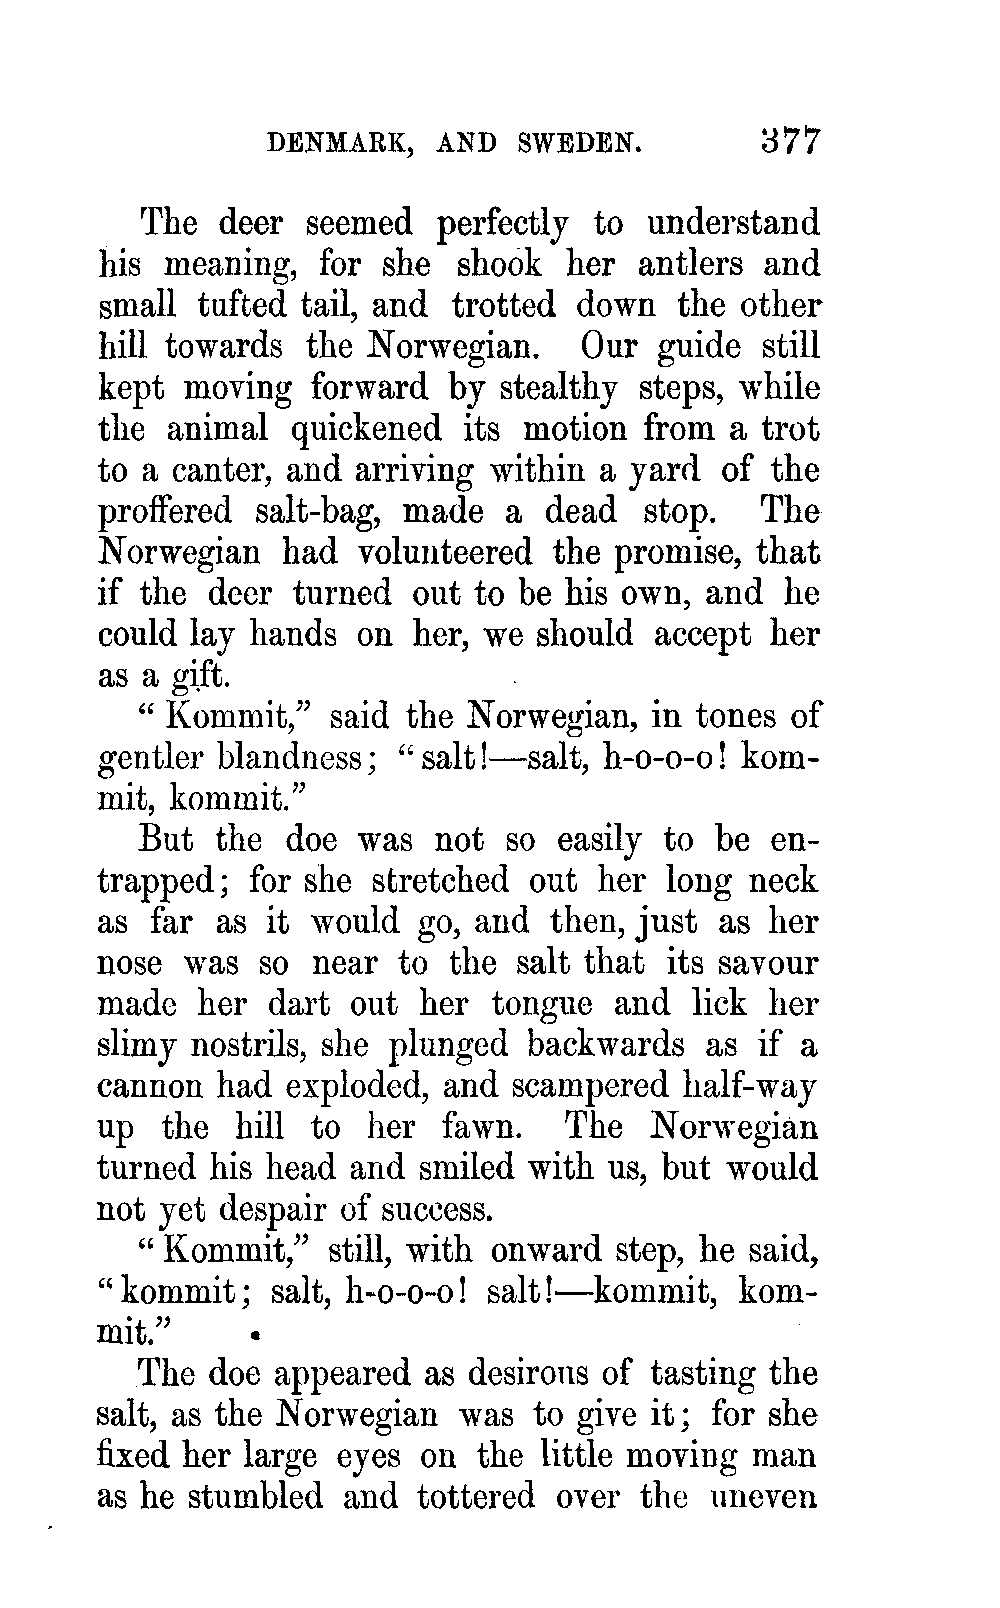 DENMARK, AND SWEDEN. 377
The deer seemed perfectly to understand
his meaning, for she shook her antlers and
small tufted tail, and trotted down the other
hill towards the Norwegian. Our guide still
kept moving forward by stealthy steps, while
the animal quickened its motion from a trot
to a canter, and arriving within a yard of the
proffered salt-bag, made a dead stop. The
Norwegian had volunteered the promise, that
if the deer turned out to be his own, and he
could lay hands on her, we should accept her
as a gift.
“ Kommit,” said the Norwegian, in tones of
gentler blandness; “ salt!—salt, h-o-o-o! kom-
mit, kommit.”
But the doe was not so easily to be en-
trapped; for she stretched out her long neck
as far as it would go, and then, just as her
nose was so near to the salt that its savour
made her dart out her tongue and lick her
slimy nostrils, she plunged backwards as if a
cannon had exploded, and scampered half-way
up the hill to her fawn. The Norwegian
turned his head and smiled with us, but would
not yet despair of success.
“ Kommit,” still, with onward step, he said,
“ kommit; salt, h-o-o-o! salt!—kommit, kom-
mit.”
The doe appeared as desirous of tasting the
salt, as the Norwegian was to give it; for she
fixed her large eyes on the little moving man
as he stumbled and tottered over the uneven